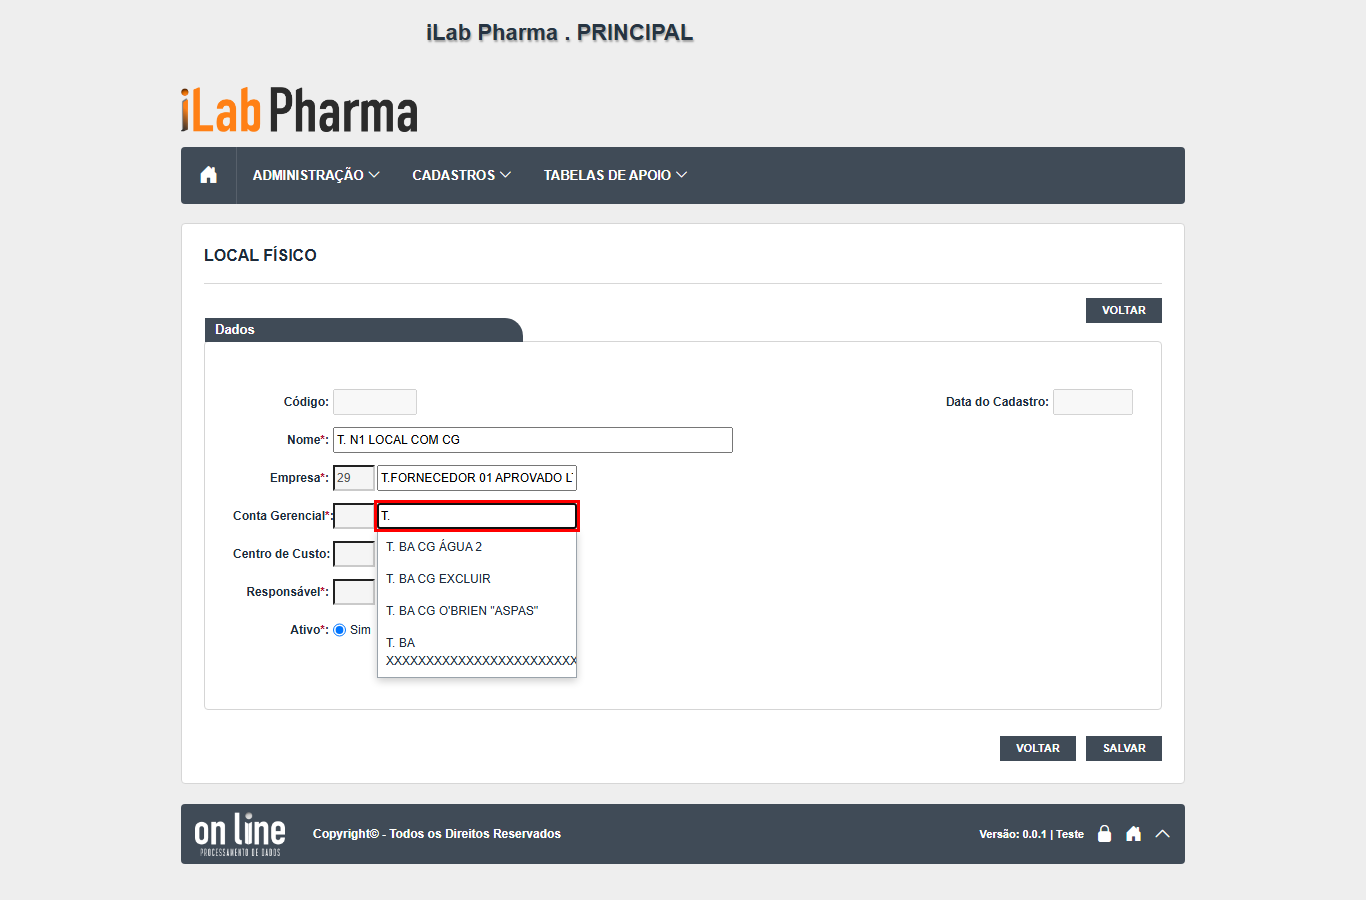 iLab Pharma . PRINCIPAL
iLab Pharma
ADMINISTRAÇÃO
CADASTROS
TABELAS DE APOIO
LOCAL FÍSICO
VOLTAR
Dados
Código:
Data do Cadastro:
Nome*: T. N1 LOCAL COM CG
Empresa*: 29 T.FORNECEDOR 01 APROVADO
Conta Gerencial*: T.
T. BA CG ÁGUA 2
Centro de Custo:
T. BA CG EXCLUIR
Responsável*:
T. BA CG O'BRIEN "ASPAS"
Ativo*: Sim
T. BA
XXXXXXXXXXXXXXXXXXXXXXXX
VOLTAR SALVAR
on line
PROCESSAMENTO DE DADOS
Copyright© - Todos os Direitos Reservados
Versão: 0.0.1 | Teste